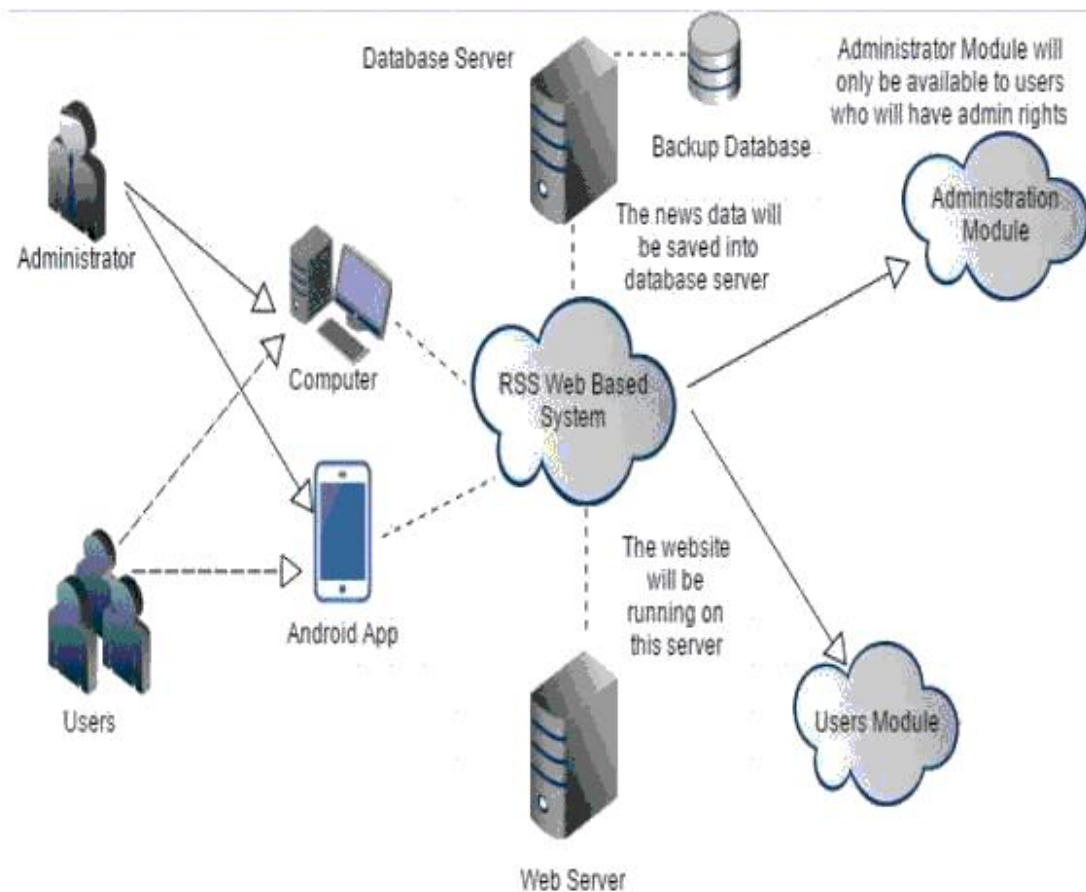 Database Server
Backup Database
Administrator Module will
only be available to users
who will have admin rights
Administration
Module
Administrator
The news data will
be saved into
database server
Computer
RSS Web Based
System
Android App
The website
will be
running on
this server
Users
Users Module
Web Server